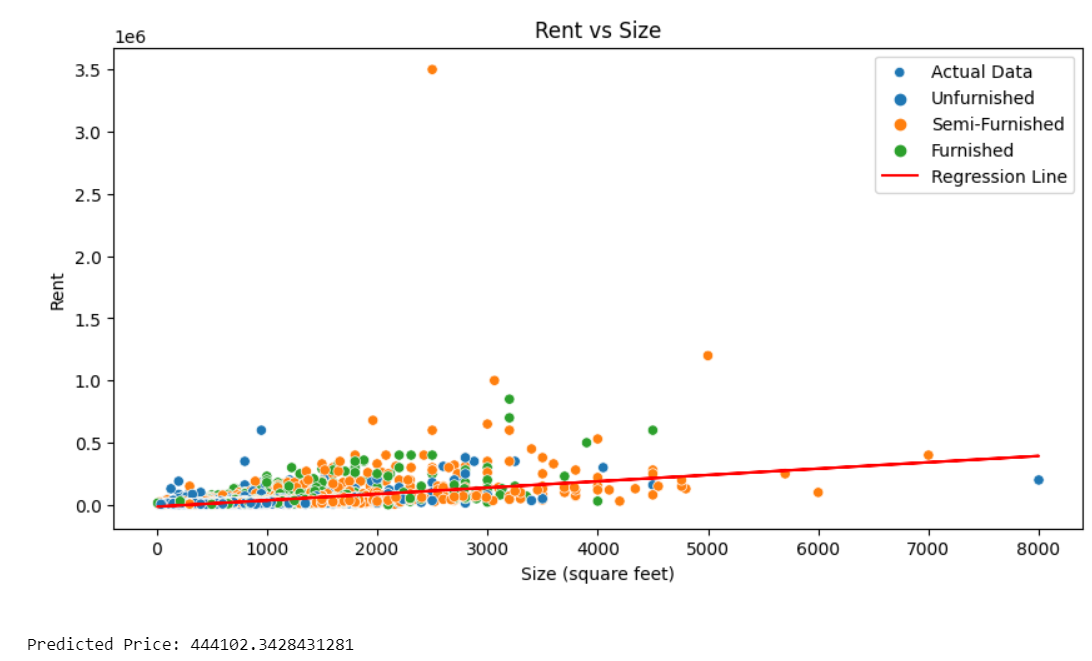 Rent vs Size
1e6
3.5
3.0
2.5
2.0
1.5
1.0
0.5
0.0
Rent
Actual Data
Unfurnished
Semi-Furnished
Furnished
Regression Line
0 1000 2000 3000 4000 5000 6000 7000 8000
Size (square feet)
Predicted Price: 444102.3428431281